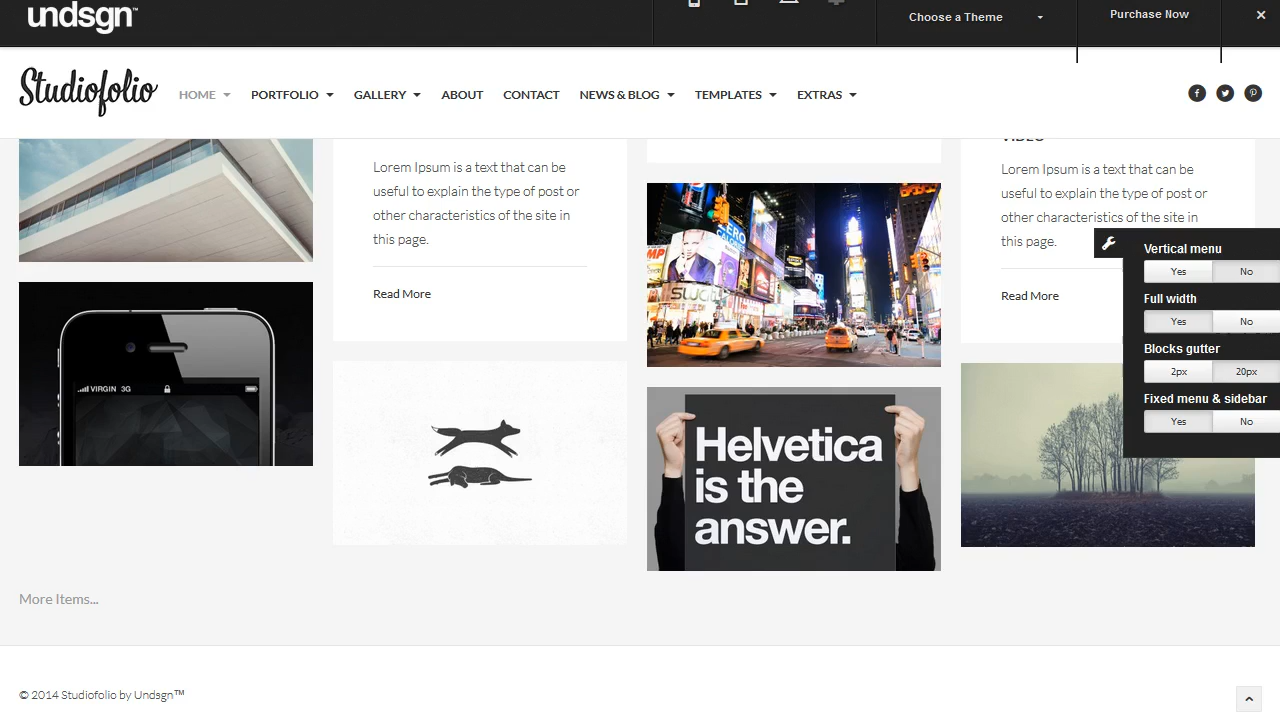 undsgn™
Choose a Theme
Purchase Now
Studiofolio
HOME
PORTFOLIO
GALLERY
ABOUT
CONTACT
NEWS & BLOG
TEMPLATES
EXTRAS
Lorem Ipsum is a text that can be
useful to explain the type of post or
other characteristics of the site in
this page.
Read More
VIDEO
Lorem Ipsum is a text that can be
useful to explain the type of post or
other characteristics of the site in
this page.
Read More
Vertical menu
Yes No
Full width
Yes No
Blocks gutter
2px 20px
Fixed menu & sidebar
Yes No
VIRGIN 3G
Helvetica
is the
answer.
More Items...
© 2014 Studiofolio by Undsgn™